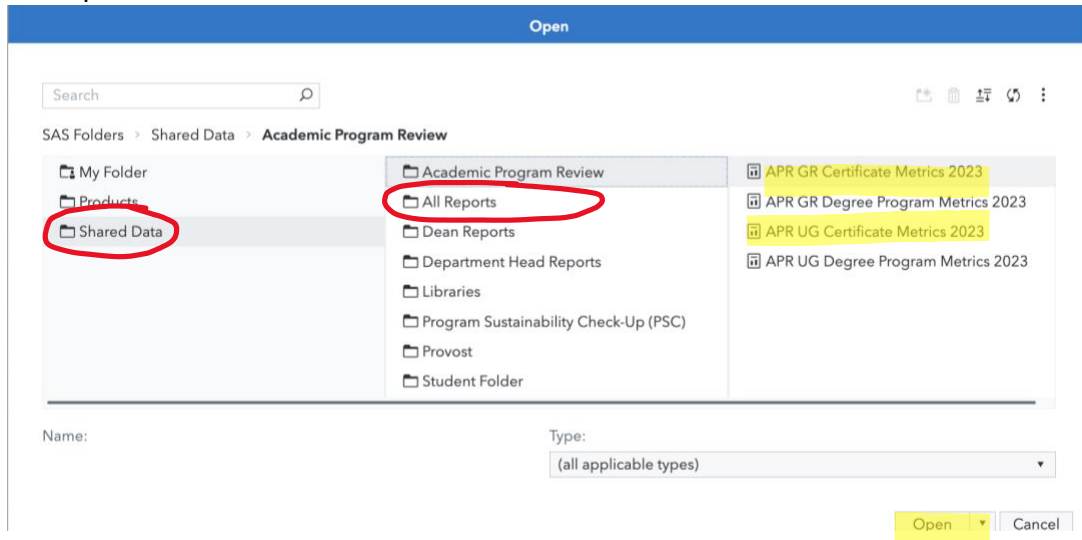 Open
Search
SAS Folders > Shared Data > Academic Program Review
My Folder
Products
Shared Data
Academic Program Review
All Reports
Dean Reports
Department Head Reports
Libraries
Program Sustainability Check-Up (PSC)
Provost
Student Folder
APR GR Certificate Metrics 2023
APR GR Degree Program Metrics 2023
APR UG Certificate Metrics 2023
APR UG Degree Program Metrics 2023
Name:
Type:
(all applicable types)
Open
Cancel